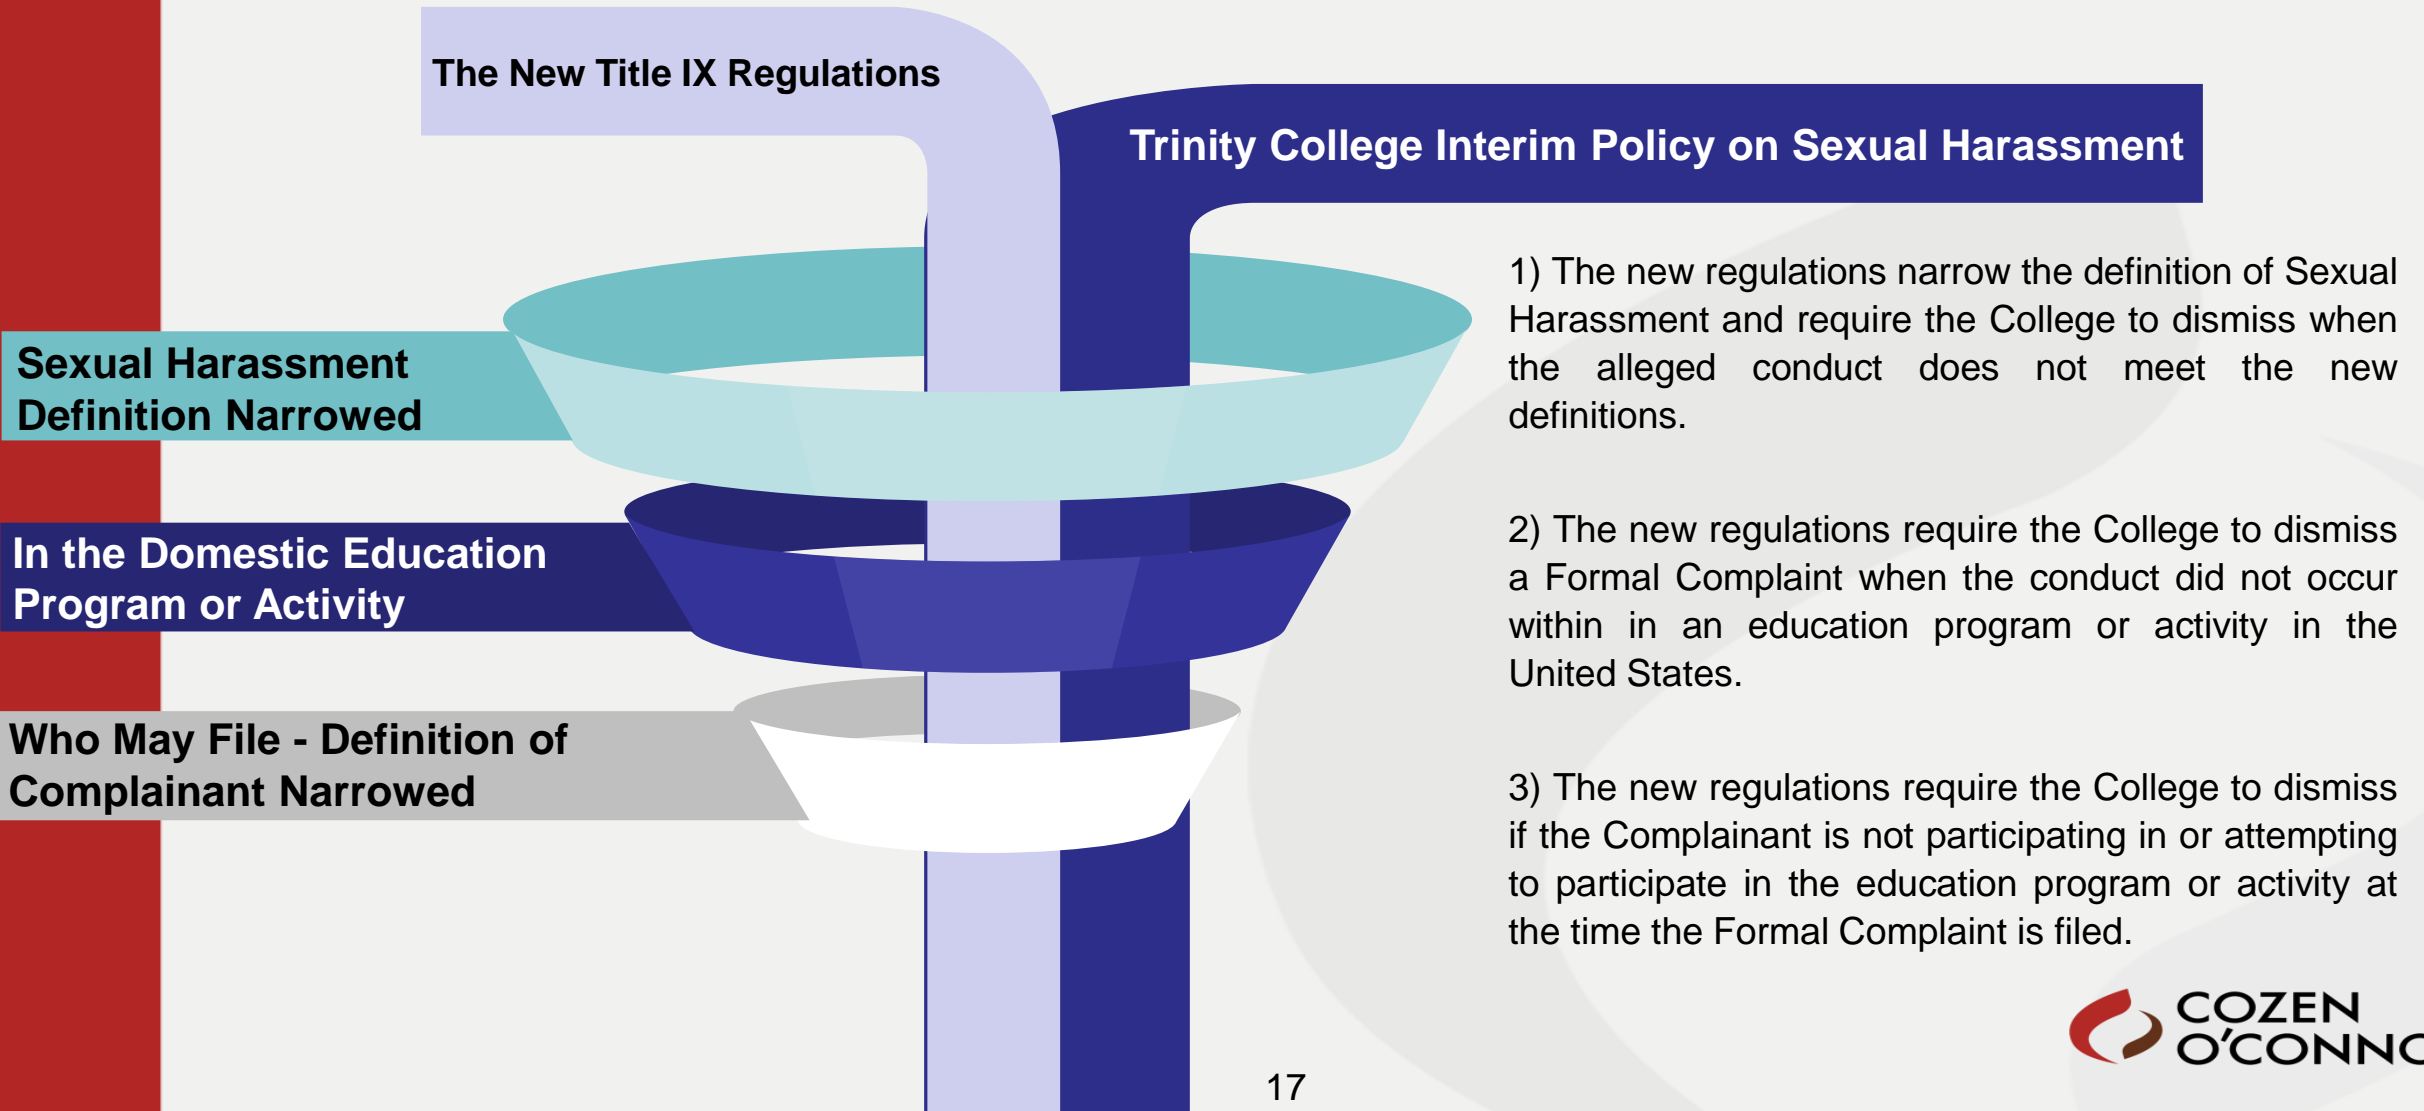 The New Title IX Regulations
Trinity College Interim Policy on Sexual Harassment
Sexual Harassment
Definition Narrowed
In the Domestic Education
Program or Activity
Who May File - Definition of
Complainant Narrowed
1) The new regulations narrow the definition of Sexual
Harassment and require the College to dismiss when
the alleged conduct does not meet the new
definitions.
2) The new regulations require the College to dismiss
a Formal Complaint when the conduct did not occur
within in an education program or activity in the
United States.
3) The new regulations require the College to dismiss
if the Complainant is not participating in or attempting
to participate in the education program or activity at
the time the Formal Complaint is filed.
COZEN
O'CONNO
17